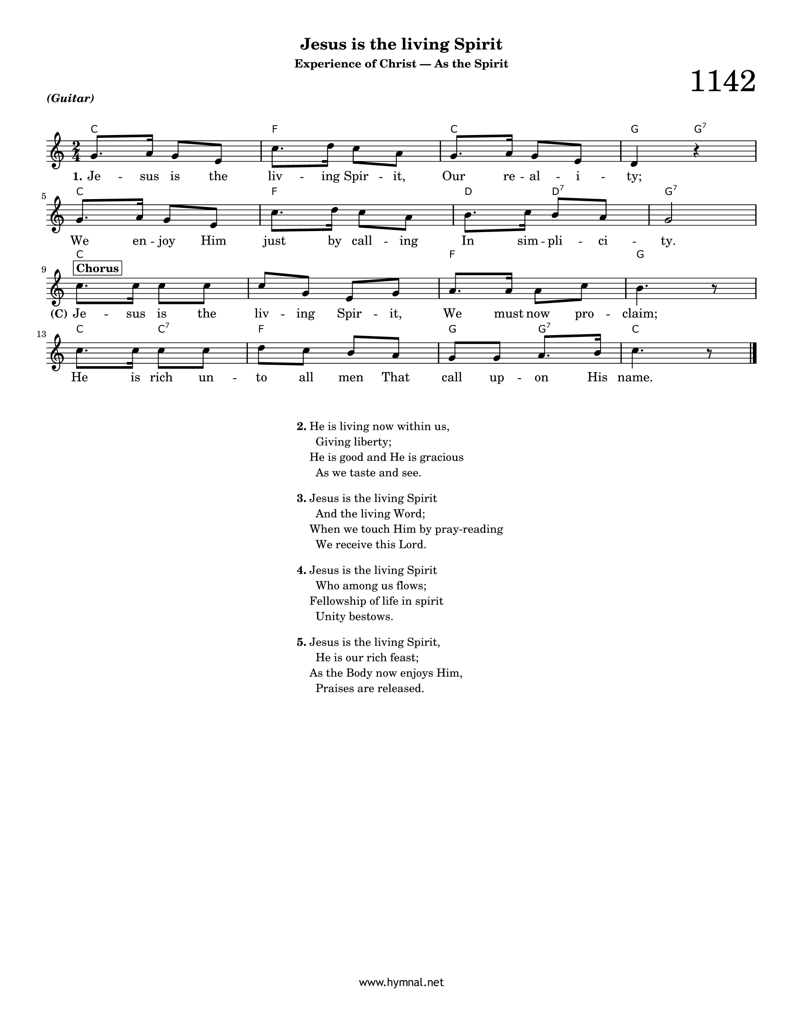 Jesus is the living Spirit
Experience of Christ — As the Spirit
1142
(Guitar)
C F C G G7
2 4
1. Je - sus is the liv - ing Spir - it, Our re - al - i - ty;
5
C F D D7 G7
We en - joy Him just by call - ing In sim - pli - ci - ty.
C F G
9 Chorus
(C) Je - sus is the liv - ing Spir - it, We must now pro - claim;
13
C C7 F G G7 C
He is rich un - to all men That call up - on His name.
2. He is living now within us,
Giving liberty;
He is good and He is gracious
As we taste and see.
3. Jesus is the living Spirit
And the living Word;
When we touch Him by pray-reading
We receive this Lord.
4. Jesus is the living Spirit
Who among us flows;
Fellowship of life in spirit
Unity bestows.
5. Jesus is the living Spirit,
He is our rich feast;
As the Body now enjoys Him,
Praises are released.
www.hymnal.net